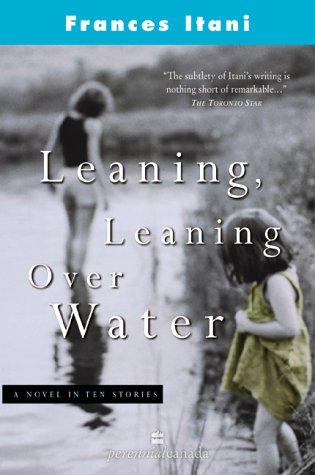 Frances Itani
"The subtlety of Itani's writing is
nothing short of remarkable..."
THE TORONTO STAR
Leaning,
Leaning
Over
Water
A NOVEL IN TEN STORIES
perennialcanada